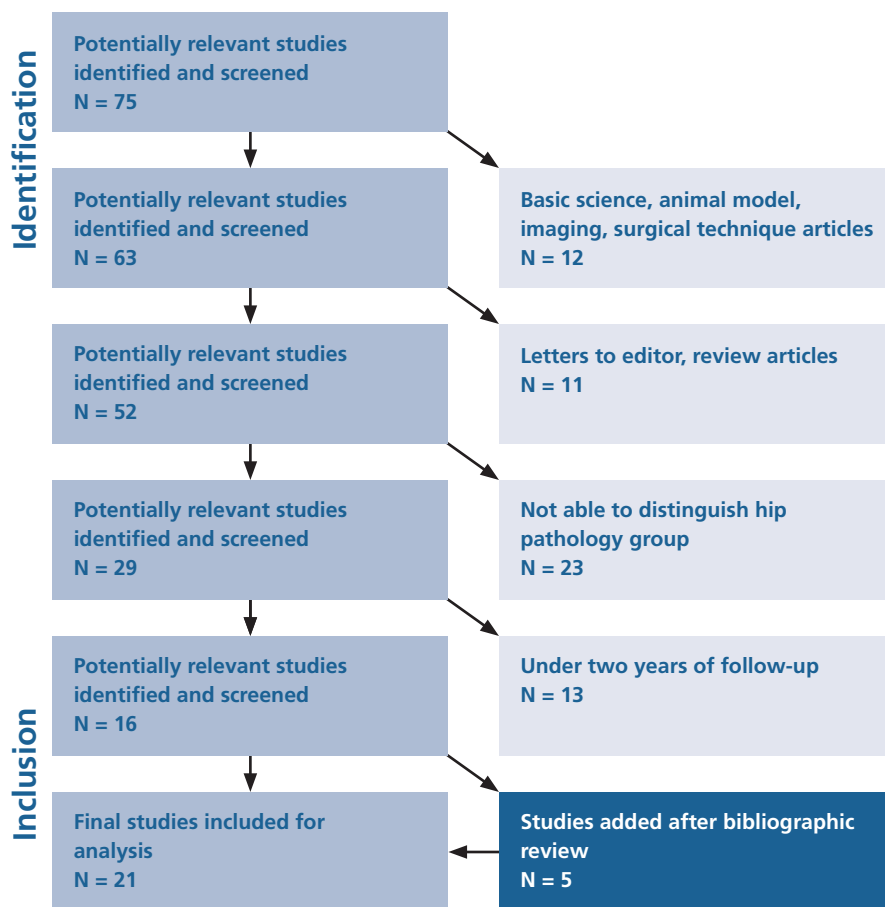 Identification
Potentially relevant studies
identified and screened
N = 75
Potentially relevant studies
identified and screened
N = 63
Basic science, animal model,
imaging, surgical technique articles
N = 12
Potentially relevant studies
identified and screened
N = 52
Letters to editor, review articles
N = 11
Potentially relevant studies
identified and screened
N = 29
Not able to distinguish hip
pathology group
N = 23
Inclusion
Potentially relevant studies
identified and screened
N = 16
Under two years of follow-up
N = 13
Final studies included for
analysis
N = 21
Studies added after bibliographic
review
N = 5